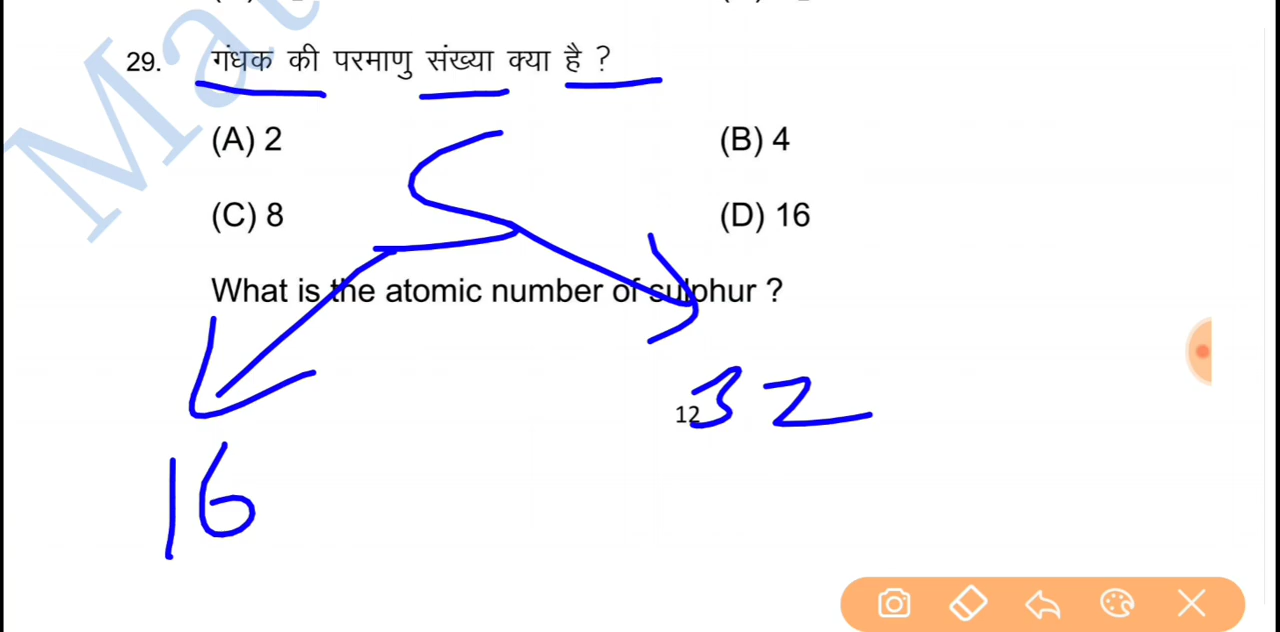 29. गंधक की परमाणु संख्या क्या है ?
(A) 2 (B) 4
S
(C) 8 (D) 16
What is the atomic number of sulphur ?
12 32
16